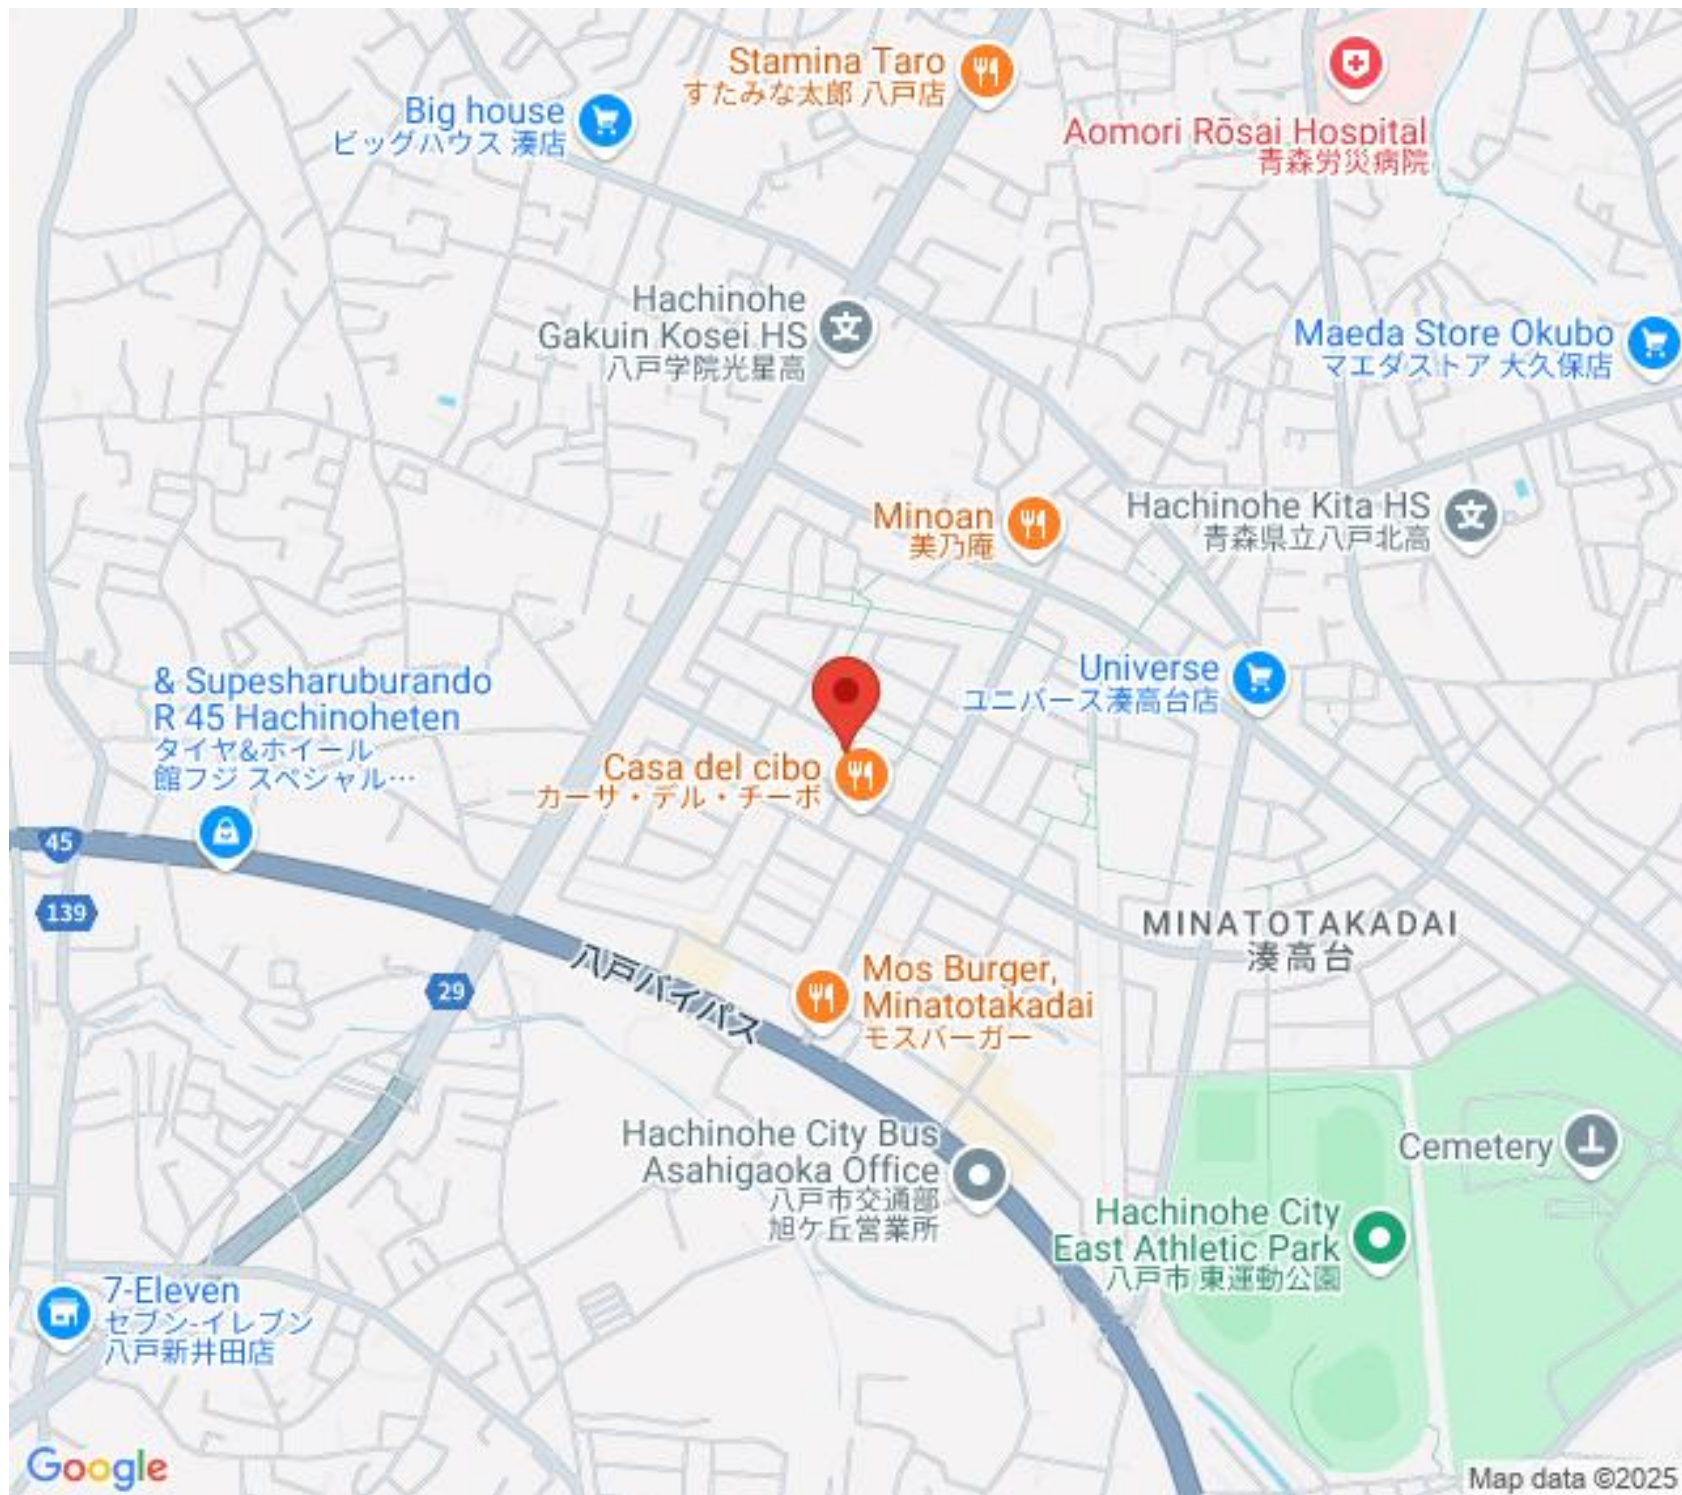 Stamina Taro
すたみな太郎 八戸店
Big house
ビッグハウス 湊店
Aomori Rōsai Hospital
青森労災病院
Hachinohe
Gakuin Kosei HS
八戸学院光星高
Maeda Store Okubo
マエダストア 大久保店
Minoan
美乃庵
Hachinohe Kita HS
青森県立八戸北高
Universe
ユニバース湊高台店
& Supesharuburando
R 45 Hachinoheten
タイヤ&ホイール
館フジ スペシャル…
Casa del cibo
カーサ・デル・チーボ
45
139
MINATOTAKADAI
湊高台
29
八戸バイパス
Mos Burger,
Minatotakadai
モスバーガー
Hachinohe City Bus
Asahigaoka Office
八戸市交通部
旭ケ丘営業所
Cemetery
Hachinohe City
East Athletic Park
八戸市 東運動公園
7-Eleven
セブン-イレブン
八戸新井田店
Google
Map data ©2025